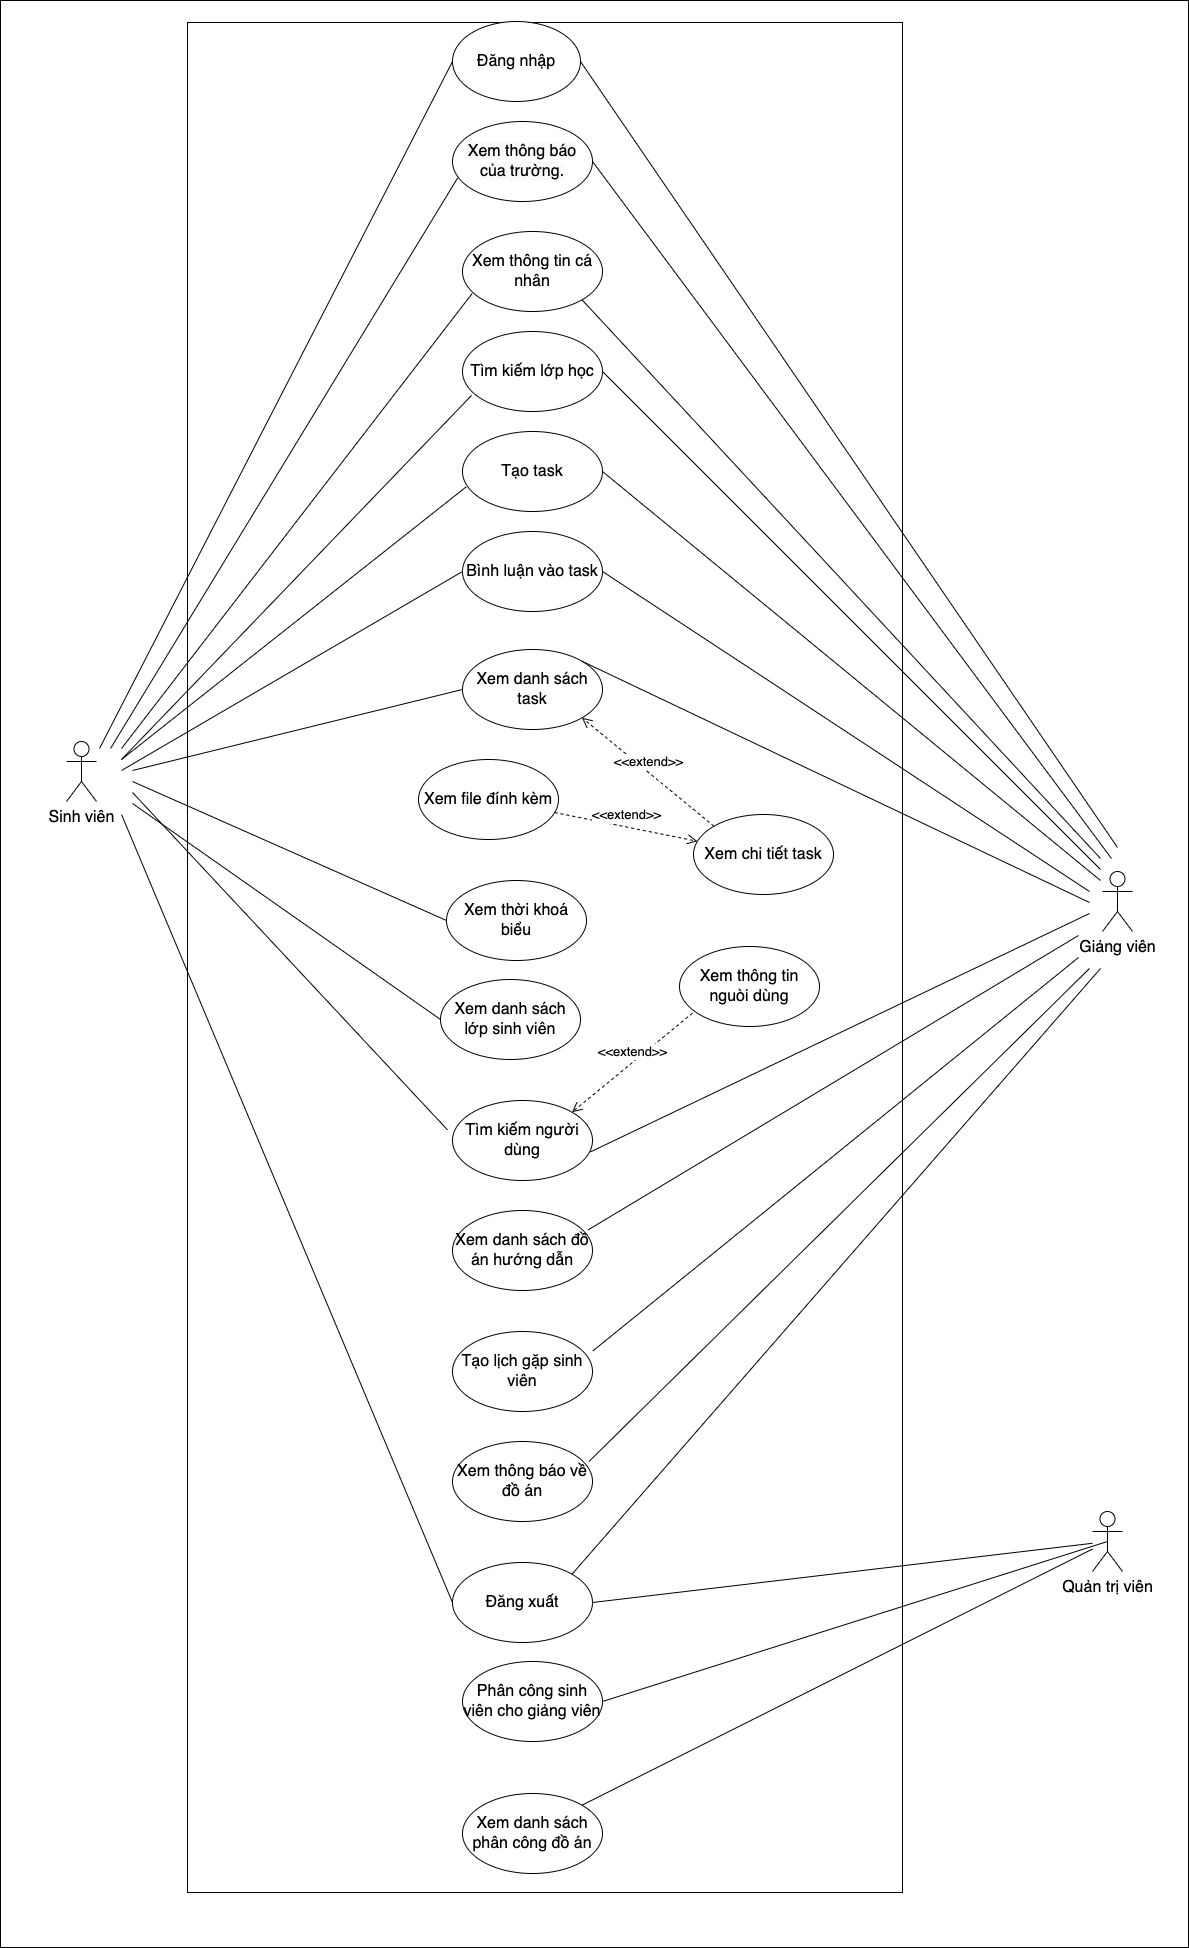 Đăng nhập
Xem thông báo
của trường.
Xem thông tin cá
nhân
Tìm kiếm lớp học
Tạo task
Bình luận vào task
Xem danh sách
task
Sinh viên
<<extend>>
Xem file đính kèm
<<extend>>
Xem chi tiết task
Xem thời khoá
biểu
Giảng viên
Xem thông tin
nguòi dùng
Xem danh sách
lớp sinh viên
<<extend>>
Tìm kiếm người
dùng
Xem danh sách đồ
án hướng dẫn
Tạo lịch gặp sinh
viên
Xem thông báo về
đồ án
Quản trị viên
Đăng xuất
Phân công sinh
viên cho giảng viên
Xem danh sách
phân công đồ án